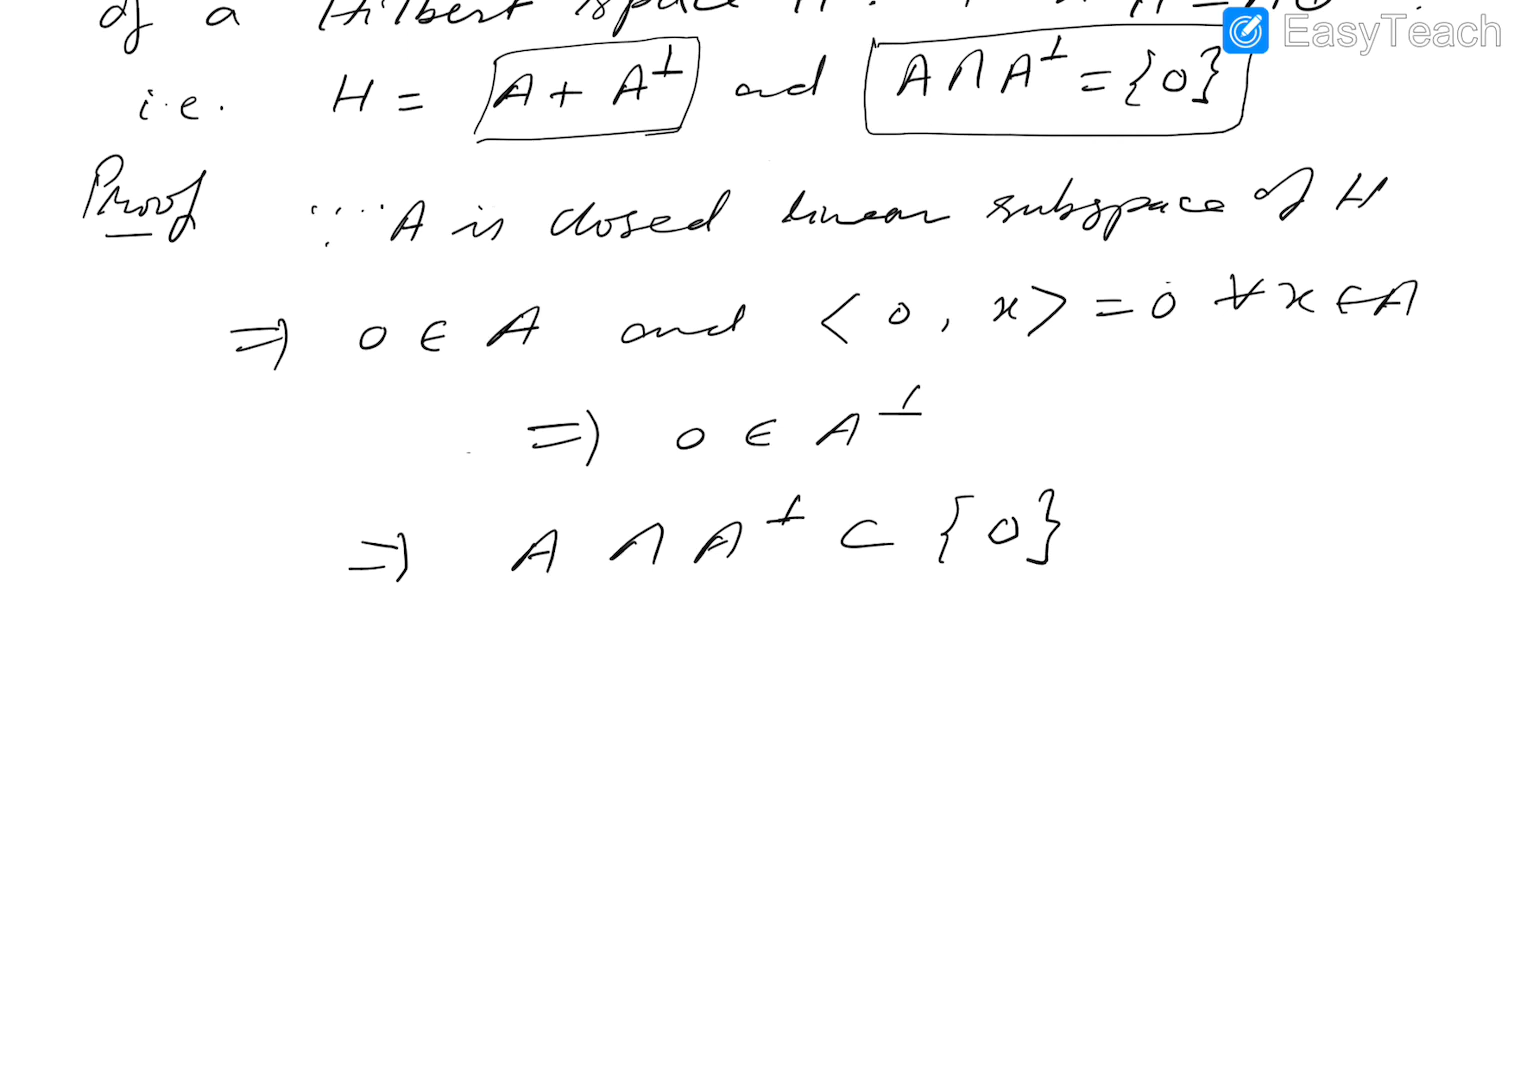 of a Hilbert space H. H = A ⊕
EasyTeach
i.e. H = A + A⊥ and A ∩ A⊥ = {0}
Proof ∵ A is closed linear subspace of H
⇒ 0 ∈ A and <0, x> = 0 ∀ x ∈ A
⇒ 0 ∈ A⊥
⇒ A ∩ A⊥ ⊂ {0}